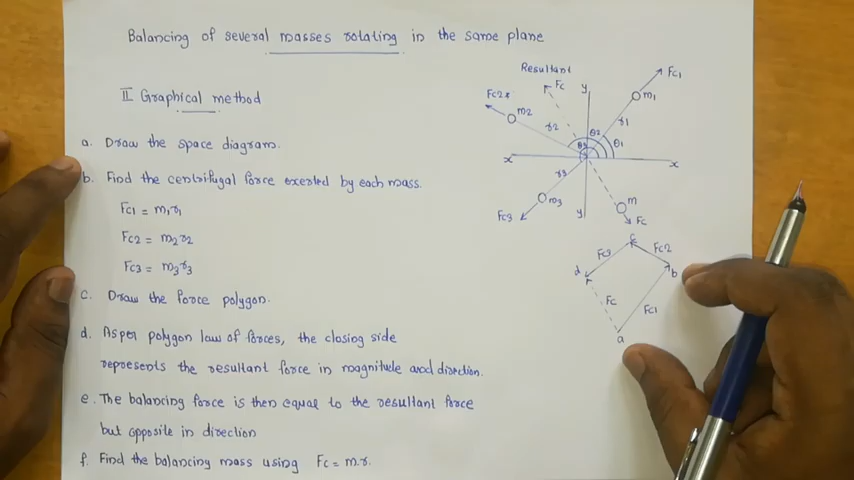 Balancing of several masses rotating in the same plane
II Graphical method
a. Draw the space diagram.
b. Find the centrifugal force exerted by each mass.
Fc1 = m1r1
Fc2 = m2r2
Fc3 = m3r3
c. Draw the force polygon.
d. As per polygon law of forces, the closing side
represents the resultant force in magnitude and direction.
e. The balancing force is then equal to the resultant force
but opposite in direction
f. Find the balancing mass using Fc = m.r.
Resultant
Fc
y
Fc1
m1
Fc2
m2
r2
r1
θ2
θ1
θ3
x
x
r3
m3
m
Fc3
y
Fc
c
Fc3
Fc2
d
b
Fc
Fc1
a